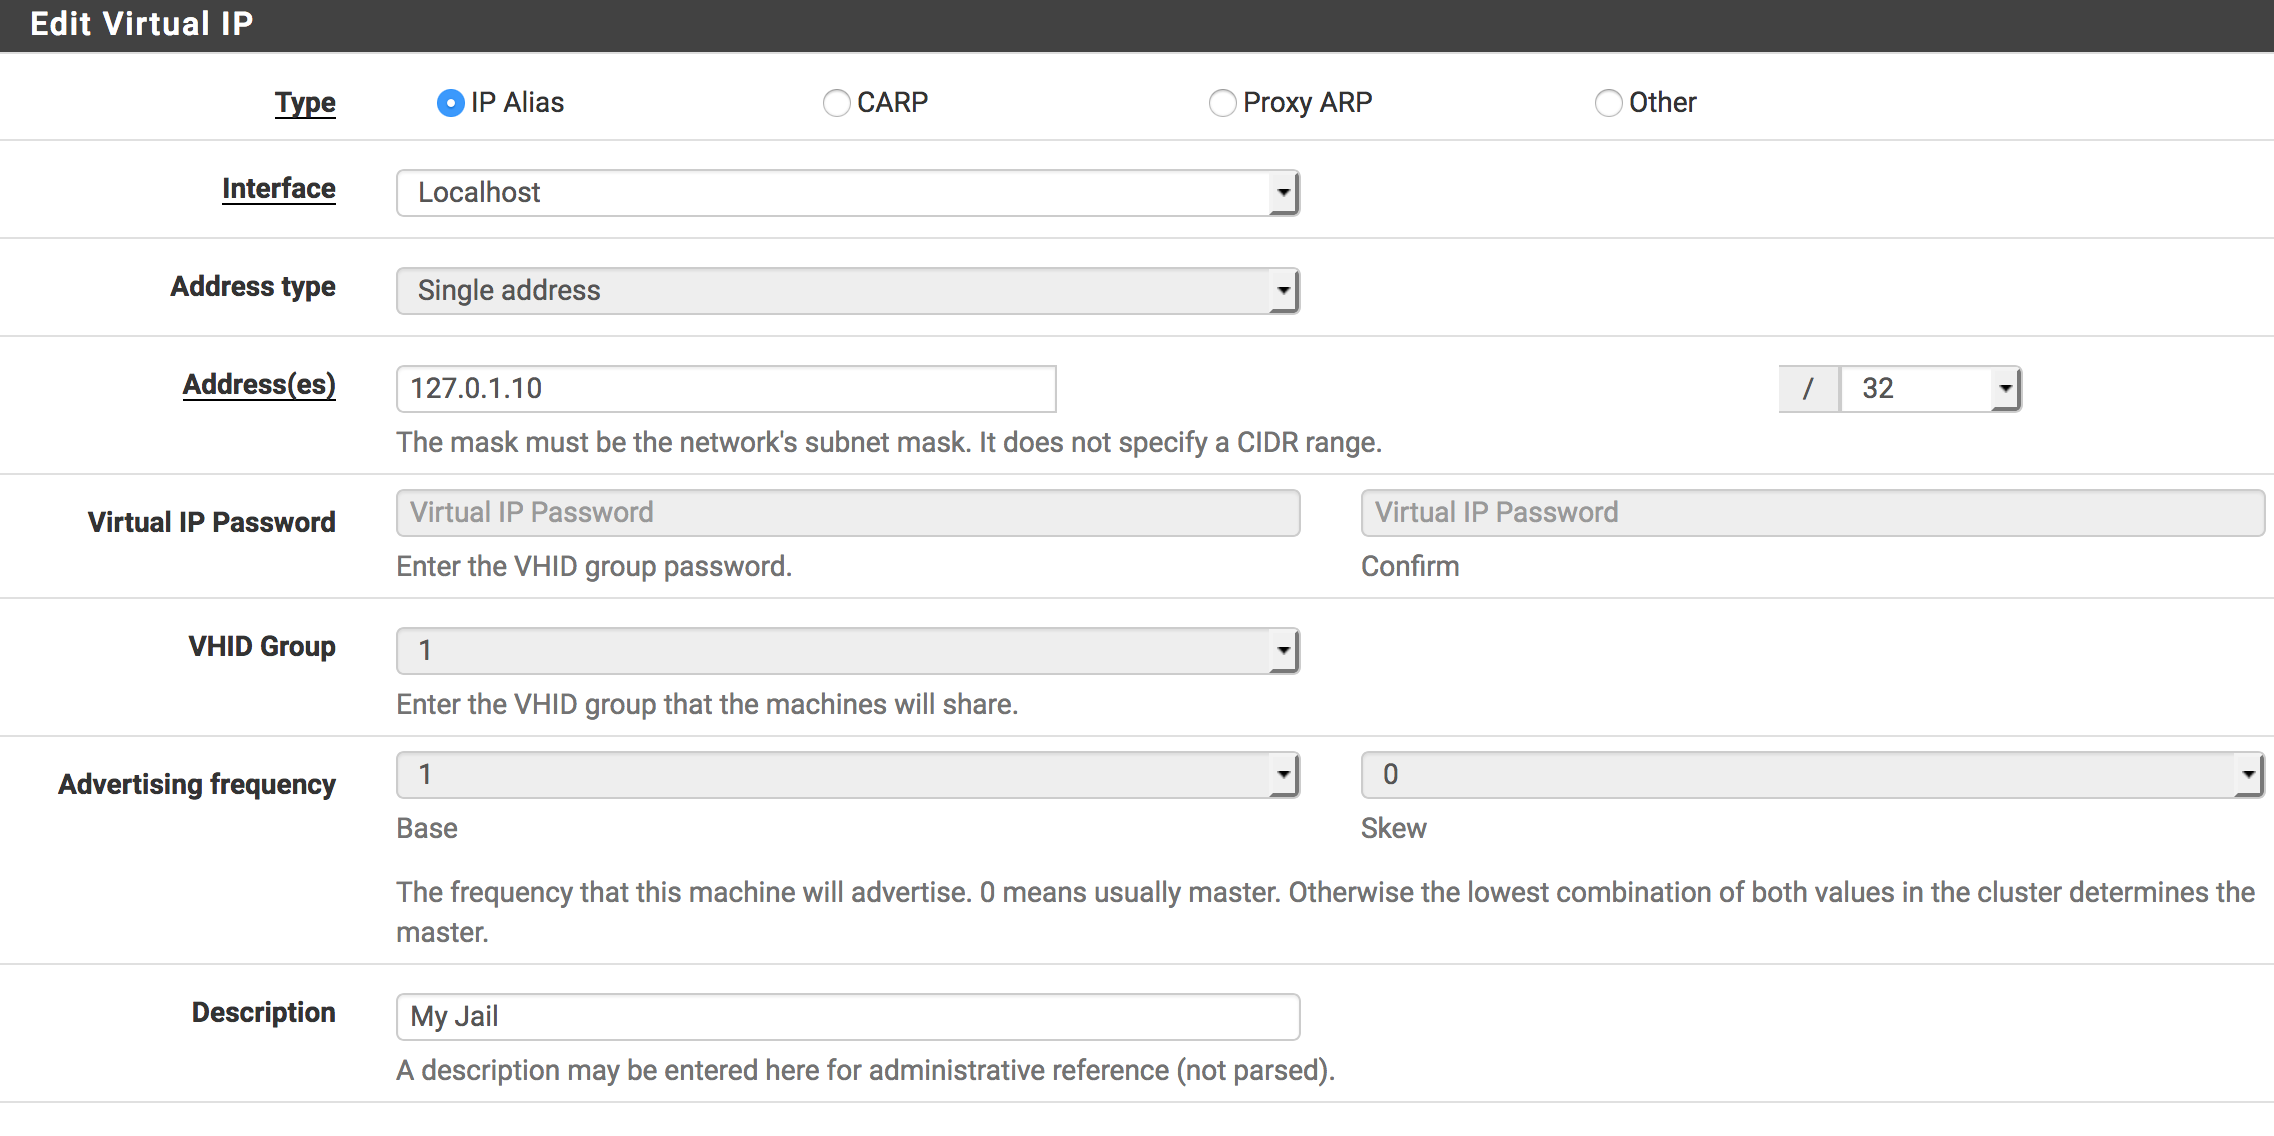 Edit Virtual IP
Type IP Alias CARP Proxy ARP Other
Interface Localhost
Address type Single address
Address(es) 127.0.1.10 / 32
The mask must be the network's subnet mask. It does not specify a CIDR range.
Virtual IP Password Virtual IP Password Virtual IP Password
Enter the VHID group password. Confirm
VHID Group 1
Enter the VHID group that the machines will share.
Advertising frequency 1 0
Base Skew
The frequency that this machine will advertise. 0 means usually master. Otherwise the lowest combination of both values in the cluster determines the
master.
Description My Jail
A description may be entered here for administrative reference (not parsed).